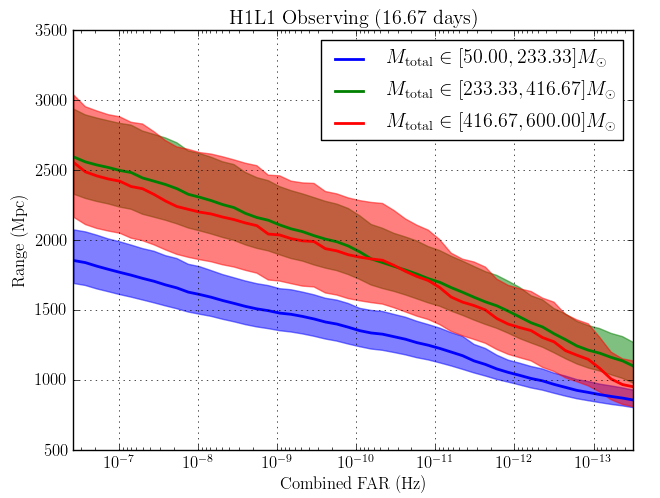 H1L1 Observing (16.67 days)
M_total ∈ [50.00, 233.33]M_⊙
M_total ∈ [233.33, 416.67]M_⊙
M_total ∈ [416.67, 600.00]M_⊙
Range (Mpc)
3500
3000
2500
2000
1500
1000
500
10^-7 10^-8 10^-9 10^-10 10^-11 10^-12 10^-13
Combined FAR (Hz)